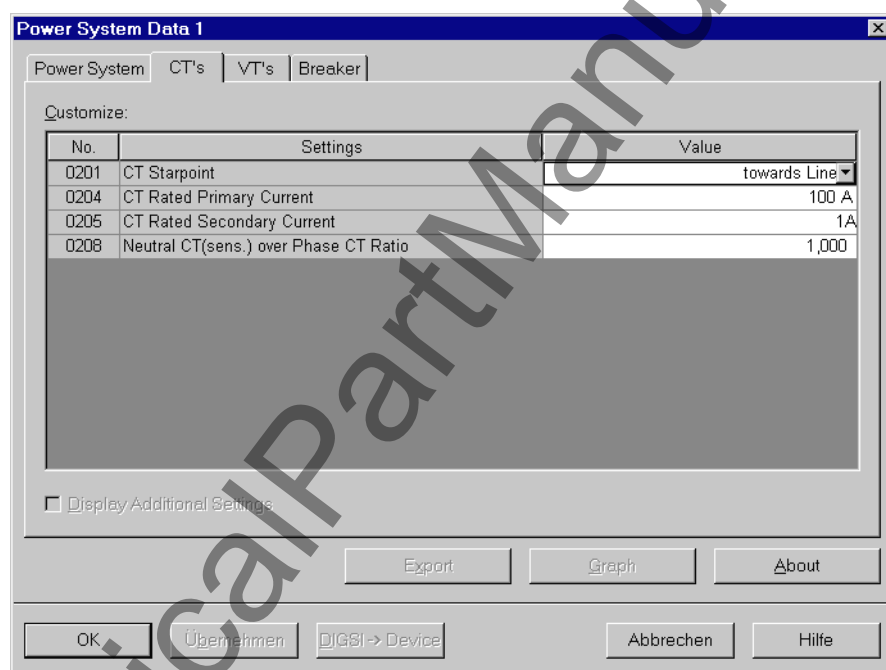 Power System Data 1
Power System CT's VT's Breaker
Customize:
No. Settings Value
0201 CT Starpoint towards Line
0204 CT Rated Primary Current 100 A
0205 CT Rated Secondary Current 1A
0208 Neutral CT(sens.) over Phase CT Ratio 1,000
Display Additional Settings
Export Graph About
OK Übernehmen DIGSI -> Device Abbrechen Hilfe
icalPartManu